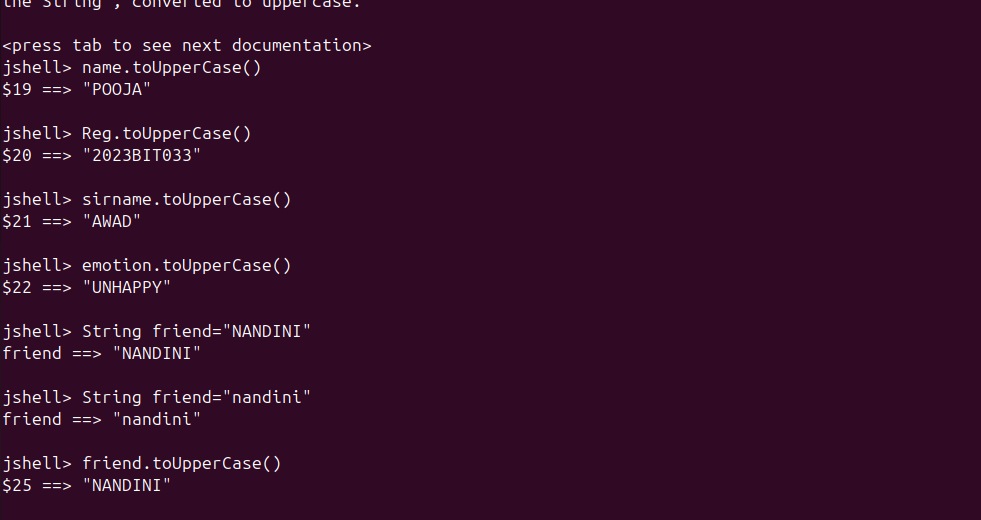 the String , converted to uppercase.
<press tab to see next documentation>
jshell> name.toUpperCase()
$19 ==> "POOJA"
jshell> Reg.toUpperCase()
$20 ==> "2023BIT033"
jshell> sirname.toUpperCase()
$21 ==> "AWAD"
jshell> emotion.toUpperCase()
$22 ==> "UNHAPPY"
jshell> String friend="NANDINI"
friend ==> "NANDINI"
jshell> String friend="nandini"
friend ==> "nandini"
jshell> friend.toUpperCase()
$25 ==> "NANDINI"